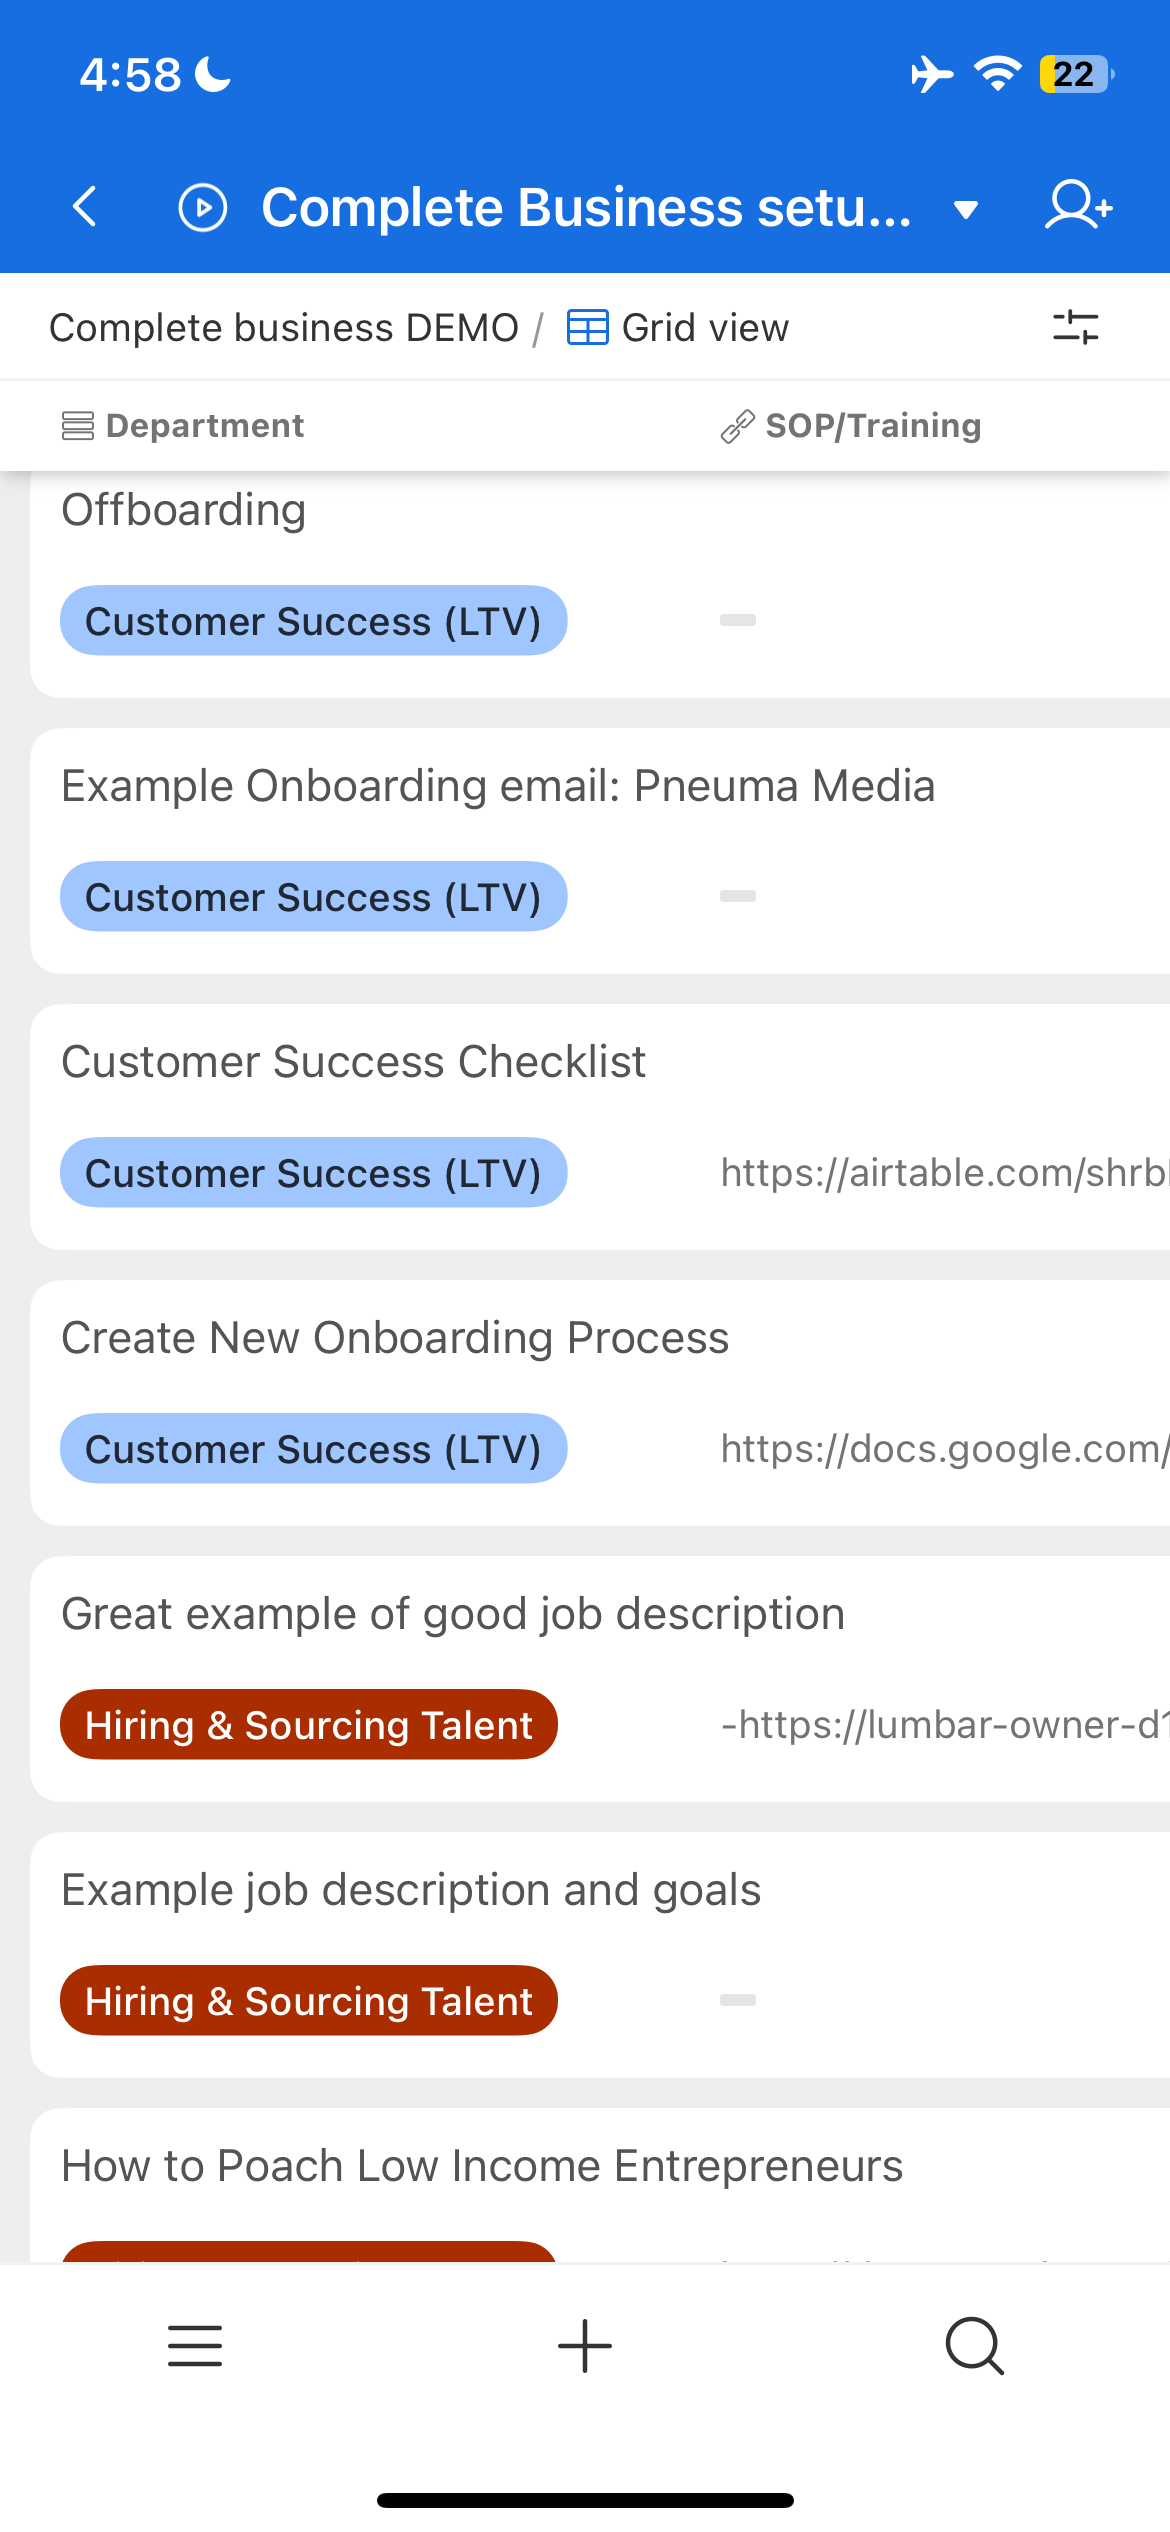 4:58
22
Complete Business setu...
Complete business DEMO / Grid view
Department SOP/Training
Offboarding
Customer Success (LTV)
Example Onboarding email: Pneuma Media
Customer Success (LTV)
Customer Success Checklist
Customer Success (LTV) https://airtable.com/shrb
Create New Onboarding Process
Customer Success (LTV) https://docs.google.com/
Great example of good job description
Hiring & Sourcing Talent -https://lumbar-owner-d1
Example job description and goals
Hiring & Sourcing Talent
How to Poach Low Income Entrepreneurs